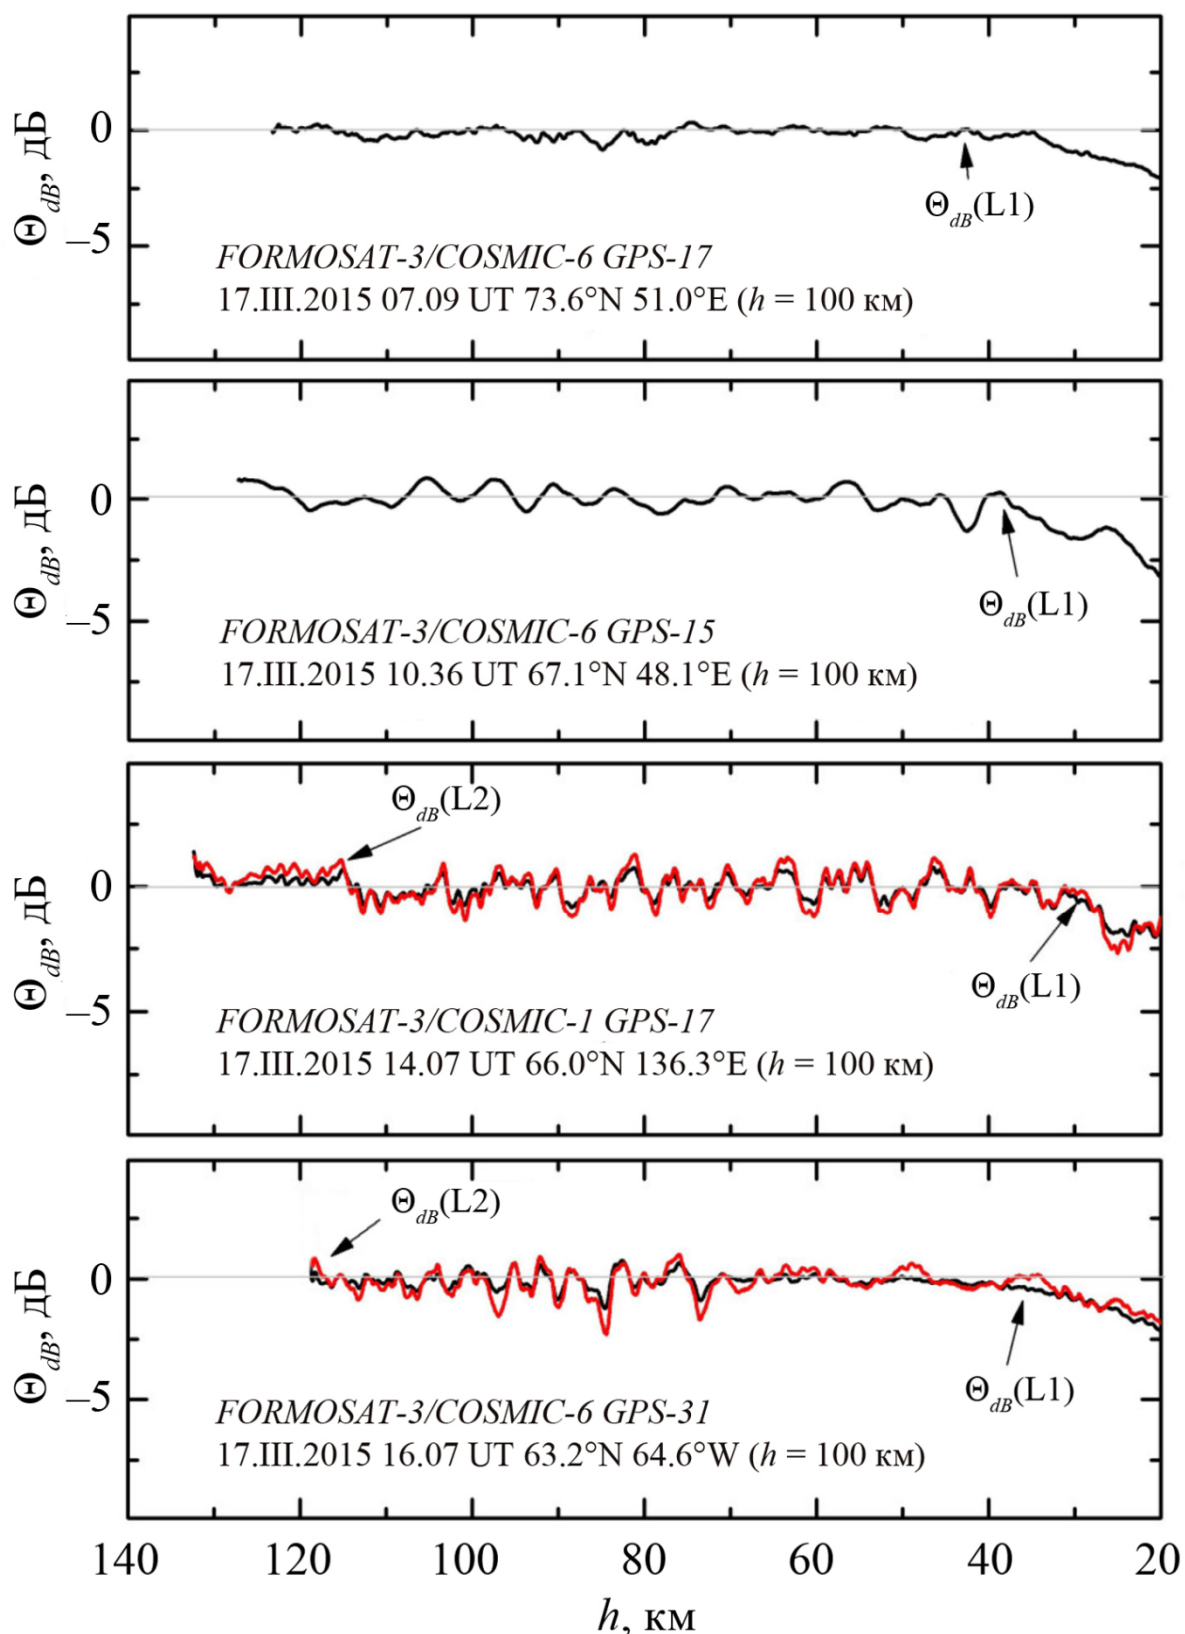 Θ_dB, дБ
0
–5
Θ_dB(L1)
FORMOSAT-3/COSMIC-6 GPS-17
17.III.2015 07.09 UT 73.6°N 51.0°E (h = 100 км)
Θ_dB, дБ
0
–5
Θ_dB(L1)
FORMOSAT-3/COSMIC-6 GPS-15
17.III.2015 10.36 UT 67.1°N 48.1°E (h = 100 км)
Θ_dB, дБ
0
–5
Θ_dB(L2)
Θ_dB(L1)
FORMOSAT-3/COSMIC-1 GPS-17
17.III.2015 14.07 UT 66.0°N 136.3°E (h = 100 км)
Θ_dB, дБ
0
–5
Θ_dB(L2)
Θ_dB(L1)
FORMOSAT-3/COSMIC-6 GPS-31
17.III.2015 16.07 UT 63.2°N 64.6°W (h = 100 км)
140 120 100 80 60 40 20
h, км